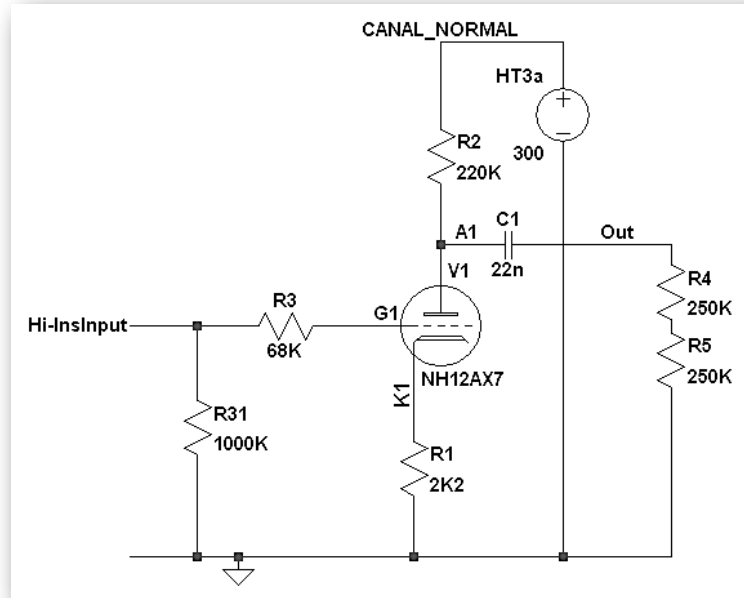 CANAL_NORMAL
HT3a
+
−
300
R2
220K
A1
C1
22n
Out
V1
R4
250K
R3
68K
G1
Hi-InsInput
R5
250K
NH12AX7
K1
R31
1000K
R1
2K2